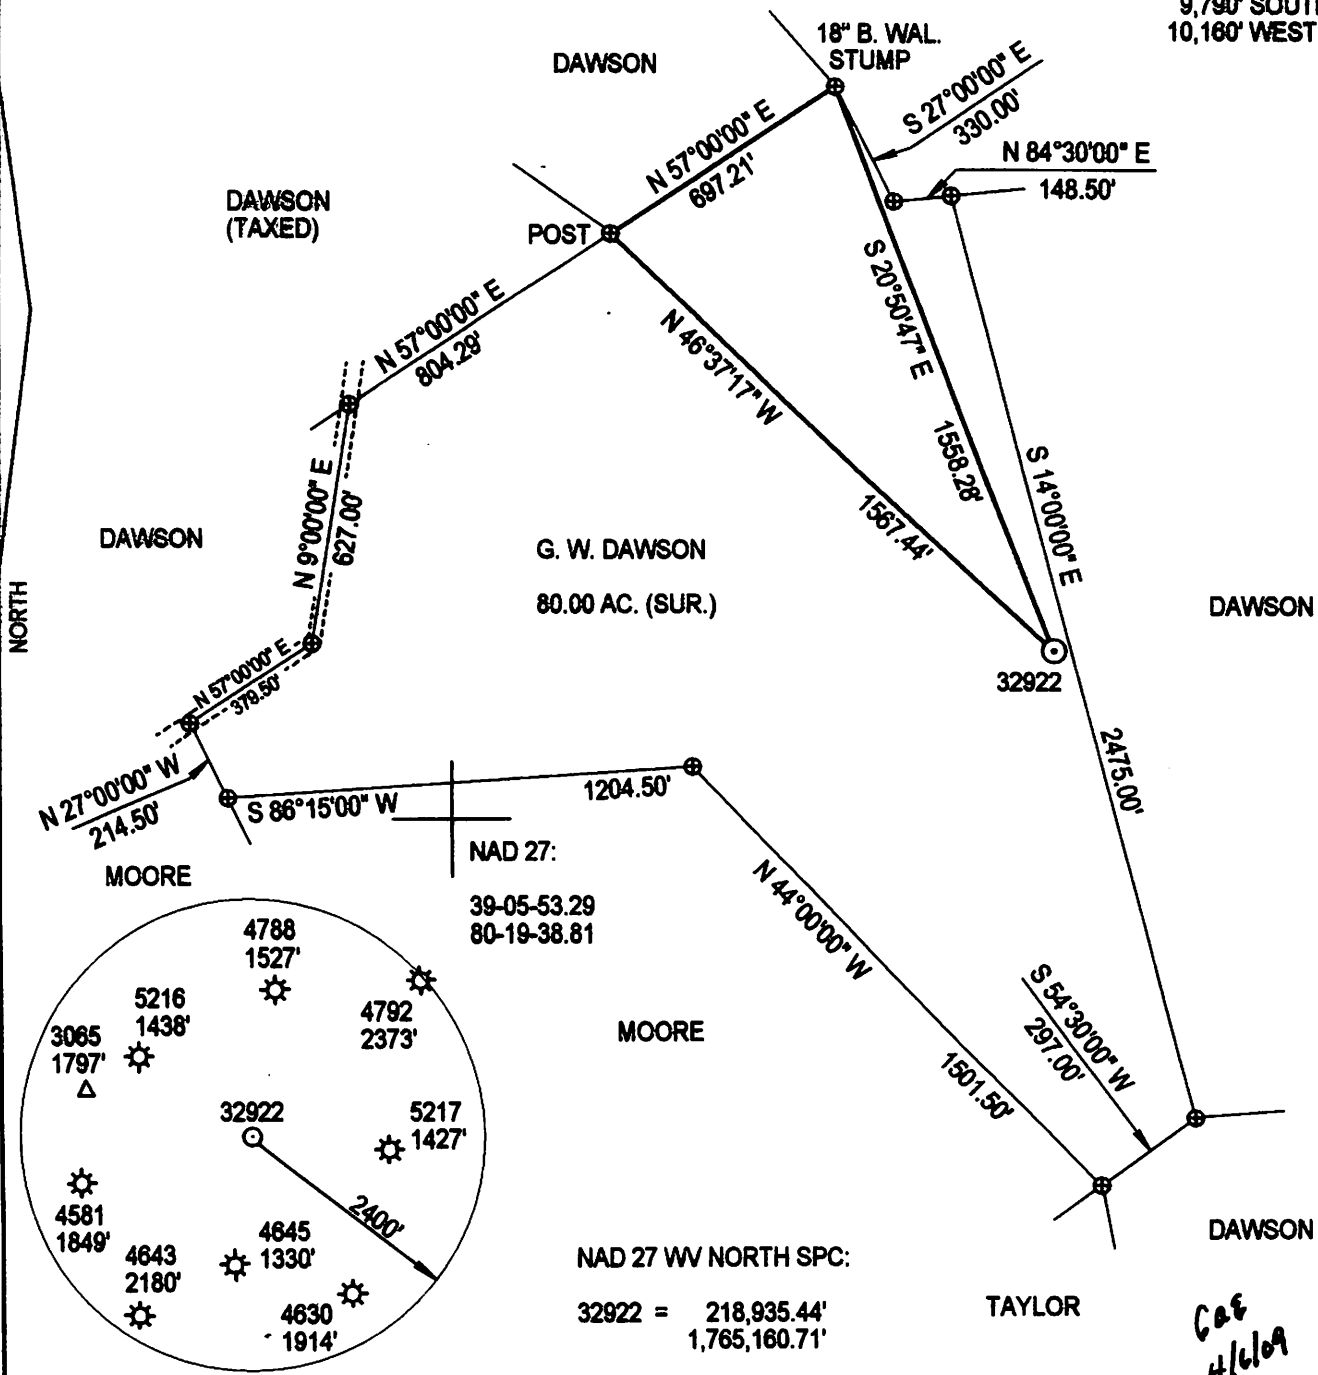 9,790' SOUTH
10,160' WEST
18" B. WAL.
STUMP
DAWSON
S 27°00'00" E
330.00'
N 84°30'00" E
148.50'
N 57°00'00" E
697.21'
DAWSON
(TAXED)
POST
S 20°50'47" E
1558.28'
N 57°00'00" E
804.29'
N 46°37'17" W
1567.44'
S 14°00'00" E
2475.00'
N 9°00'00" E
627.00'
DAWSON
G. W. DAWSON
80.00 AC. (SUR.)
NORTH
DAWSON
32922
N 57°00'00" E
379.50'
N 27°00'00" W
214.50'
S 86°15'00" W
1204.50'
MOORE
NAD 27:
39-05-53.29
80-19-38.81
N 44°00'00" W
1501.50'
S 54°30'00" W
297.00'
MOORE
4788
1527'
5216
1438'
4792
2373'
3065
1797'
32922
5217
1427'
2400'
4581
1849'
4645
1330'
4643
2180'
4630
1914'
DAWSON
NAD 27 WV NORTH SPC:
32922 = 218,935.44'
1,765,160.71'
TAYLOR
4/6/09